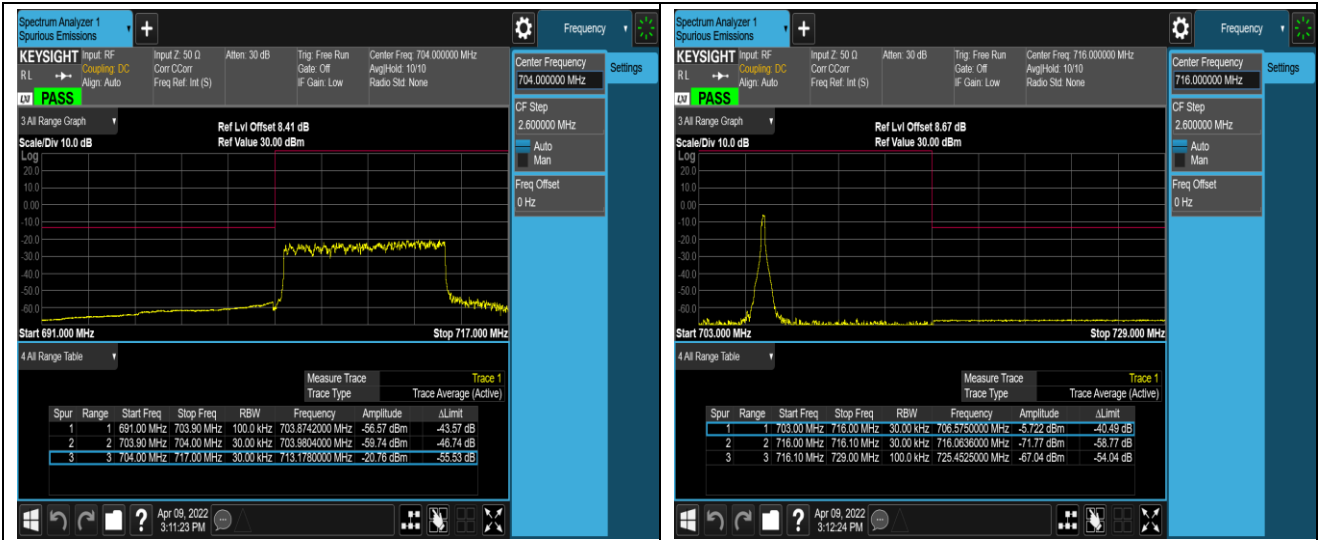 Spectrum Analyzer 1
Spurious Emissions
+
Frequency
KEYSIGHT
RL
Input: RF
Coupling: DC
Align: Auto
Input Z: 50 Ω
Corr CCorr
Freq Ref: Int (S)
Atten: 30 dB
Trig: Free Run
Gate: Off
IF Gain: Low
Center Freq: 704.000000 MHz
Avg|Hold: 10/10
Radio Std: None
LXI
PASS
Center Frequency
704.000000 MHz
Settings
CF Step
2.600000 MHz
Auto
Man
Freq Offset
0 Hz
3 All Range Graph
Ref Lvl Offset 8.41 dB
Scale/Div 10.0 dB
Ref Value 30.00 dBm
Log
20.0
10.0
0.00
-10.0
-20.0
-30.0
-40.0
-50.0
-60.0
Start 691.000 MHz
Stop 717.000 MHz
4 All Range Table
Measure Trace Trace 1
Trace Type Trace Average (Active)
Spur Range Start Freq Stop Freq RBW Frequency Amplitude ΔLimit
1 1 691.00 MHz 703.90 MHz 100.0 kHz 703.8742000 MHz -56.57 dBm -43.57 dB
2 2 703.90 MHz 704.00 MHz 30.00 kHz 703.9804000 MHz -59.74 dBm -46.74 dB
3 3 704.00 MHz 717.00 MHz 30.00 kHz 713.1780000 MHz -20.76 dBm -55.53 dB
?
Apr 09, 2022
3:11:23 PM
Spectrum Analyzer 1
Spurious Emissions
+
Frequency
KEYSIGHT
RL
Input: RF
Coupling: DC
Align: Auto
Input Z: 50 Ω
Corr CCorr
Freq Ref: Int (S)
Atten: 30 dB
Trig: Free Run
Gate: Off
IF Gain: Low
Center Freq: 716.000000 MHz
Avg|Hold: 10/10
Radio Std: None
LXI
PASS
Center Frequency
716.000000 MHz
Settings
CF Step
2.600000 MHz
Auto
Man
Freq Offset
0 Hz
3 All Range Graph
Ref Lvl Offset 8.67 dB
Scale/Div 10.0 dB
Ref Value 30.00 dBm
Log
20.0
10.0
0.00
-10.0
-20.0
-30.0
-40.0
-50.0
-60.0
Start 703.000 MHz
Stop 729.000 MHz
4 All Range Table
Measure Trace Trace 1
Trace Type Trace Average (Active)
Spur Range Start Freq Stop Freq RBW Frequency Amplitude ΔLimit
1 1 703.00 MHz 716.00 MHz 30.00 kHz 706.5750000 MHz -5.722 dBm -40.49 dB
2 2 716.00 MHz 716.10 MHz 30.00 kHz 716.0636000 MHz -71.77 dBm -58.77 dB
3 3 716.10 MHz 729.00 MHz 100.0 kHz 725.4525000 MHz -67.04 dBm -54.04 dB
?
Apr 09, 2022
3:12:24 PM